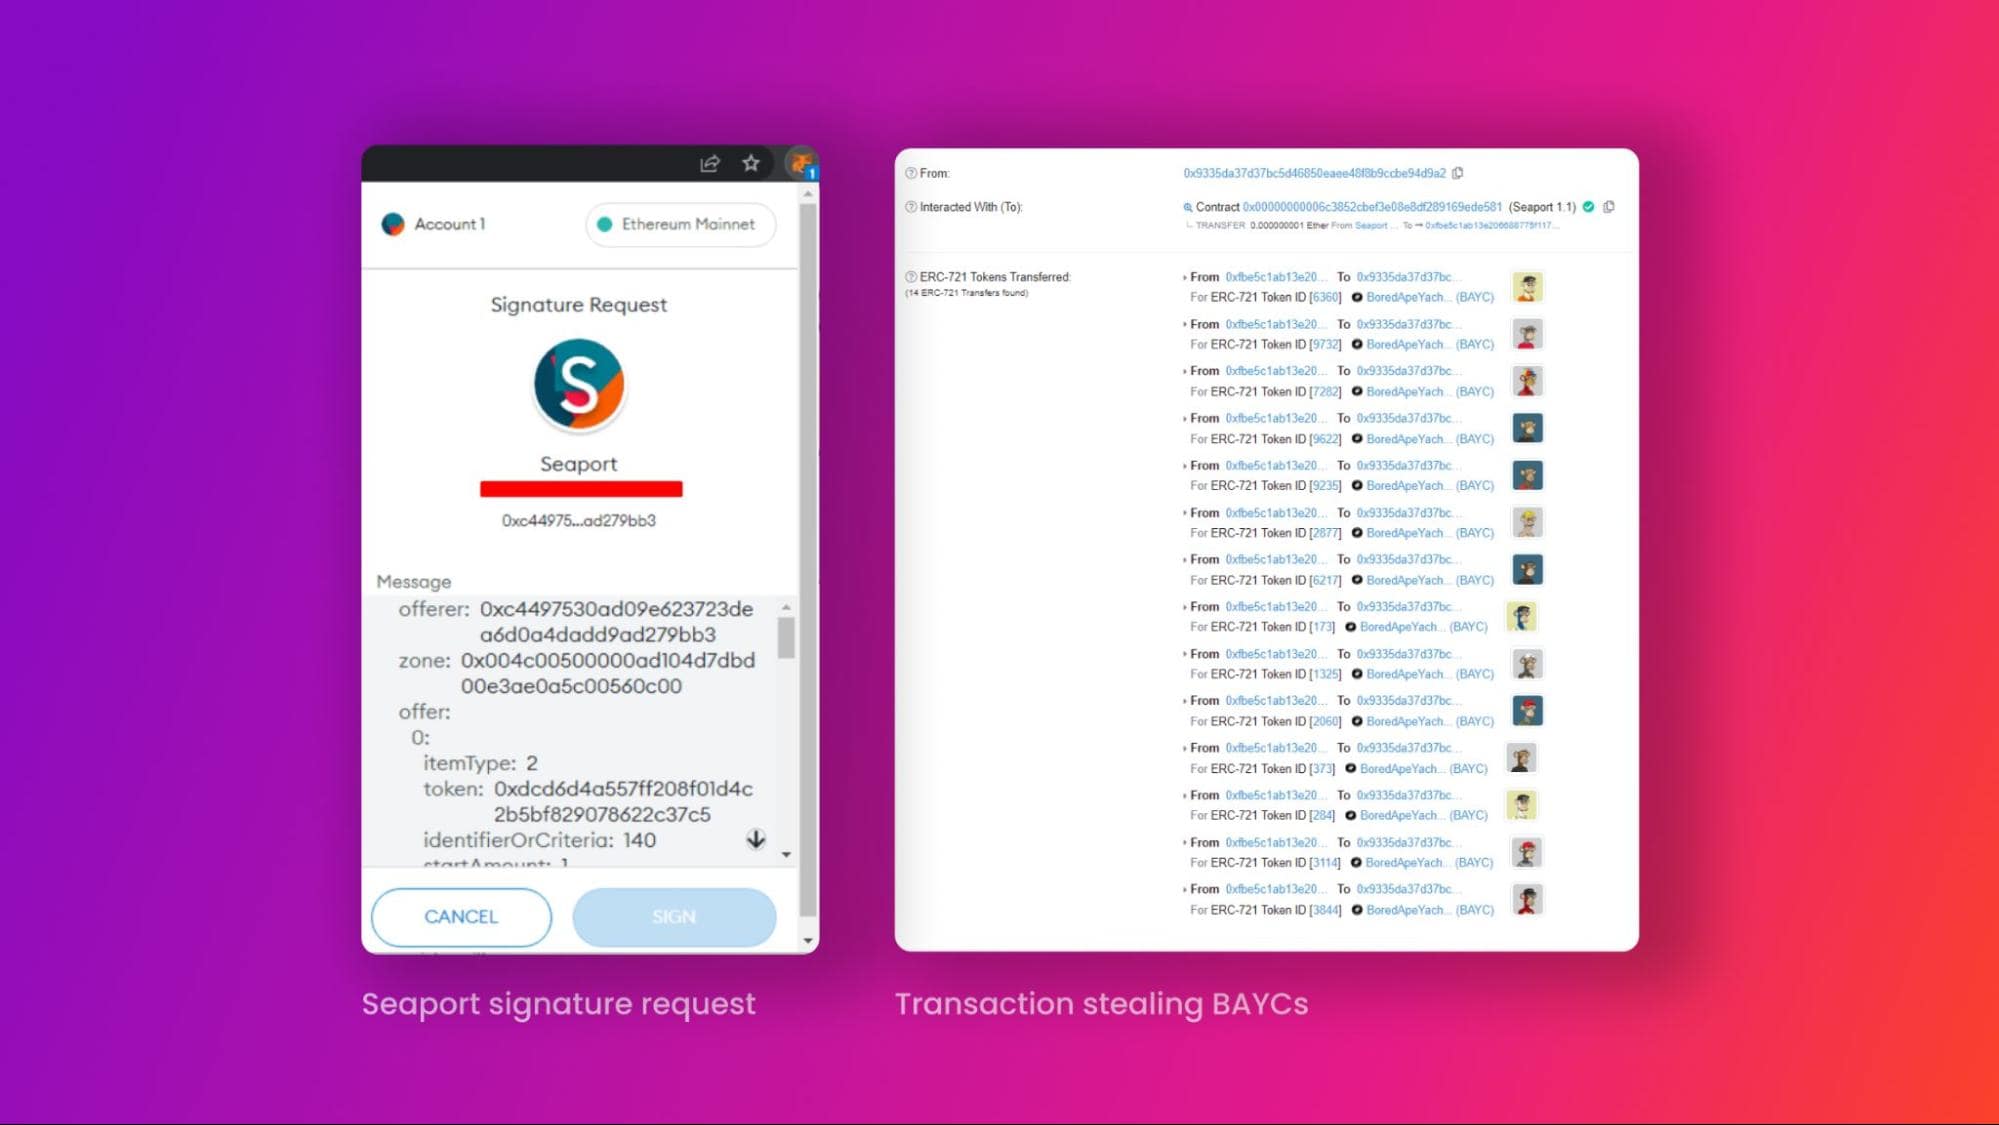 1
Account 1
Ethereum Mainnet
Signature Request
S
Seaport
0xc44975...ad279bb3
Message
offerer: 0xc4497530ad09e623723de
a6d0a4dadd9ad279bb3
zone: 0x004c00500000ad104d7dbd
00e3ae0a5c00560c00
offer:
0:
itemType: 2
token: 0xdcd6d4a557ff208f01d4c
2b5bf829078622c37c5
identifierOrCriteria: 140
startAmount: 1
CANCEL
SIGN
Seaport signature request
From:
0x9335da37d37bc5d46850eaee48f8b9ccbe94d9a2
Interacted With (To):
Contract 0x00000000006c3852cbef3e08e8df289169ede581 (Seaport 1.1)
TRANSFER 0.000000001 Ether From Seaport ... To → 0xfbe5c1ab13e206688775f117...
ERC-721 Tokens Transferred:
(14 ERC-721 Transfers found)
From 0xfbe5c1ab13e20... To 0x9335da37d37bc...
For ERC-721 Token ID [6360] BoredApeYach... (BAYC)
From 0xfbe5c1ab13e20... To 0x9335da37d37bc...
For ERC-721 Token ID [9732] BoredApeYach... (BAYC)
From 0xfbe5c1ab13e20... To 0x9335da37d37bc...
For ERC-721 Token ID [7282] BoredApeYach... (BAYC)
From 0xfbe5c1ab13e20... To 0x9335da37d37bc...
For ERC-721 Token ID [9622] BoredApeYach... (BAYC)
From 0xfbe5c1ab13e20... To 0x9335da37d37bc...
For ERC-721 Token ID [9235] BoredApeYach... (BAYC)
From 0xfbe5c1ab13e20... To 0x9335da37d37bc...
For ERC-721 Token ID [2877] BoredApeYach... (BAYC)
From 0xfbe5c1ab13e20... To 0x9335da37d37bc...
For ERC-721 Token ID [6217] BoredApeYach... (BAYC)
From 0xfbe5c1ab13e20... To 0x9335da37d37bc...
For ERC-721 Token ID [173] BoredApeYach... (BAYC)
From 0xfbe5c1ab13e20... To 0x9335da37d37bc...
For ERC-721 Token ID [1325] BoredApeYach... (BAYC)
From 0xfbe5c1ab13e20... To 0x9335da37d37bc...
For ERC-721 Token ID [2060] BoredApeYach... (BAYC)
From 0xfbe5c1ab13e20... To 0x9335da37d37bc...
For ERC-721 Token ID [373] BoredApeYach... (BAYC)
From 0xfbe5c1ab13e20... To 0x9335da37d37bc...
For ERC-721 Token ID [284] BoredApeYach... (BAYC)
From 0xfbe5c1ab13e20... To 0x9335da37d37bc...
For ERC-721 Token ID [3114] BoredApeYach... (BAYC)
From 0xfbe5c1ab13e20... To 0x9335da37d37bc...
For ERC-721 Token ID [3844] BoredApeYach... (BAYC)
Transaction stealing BAYCs